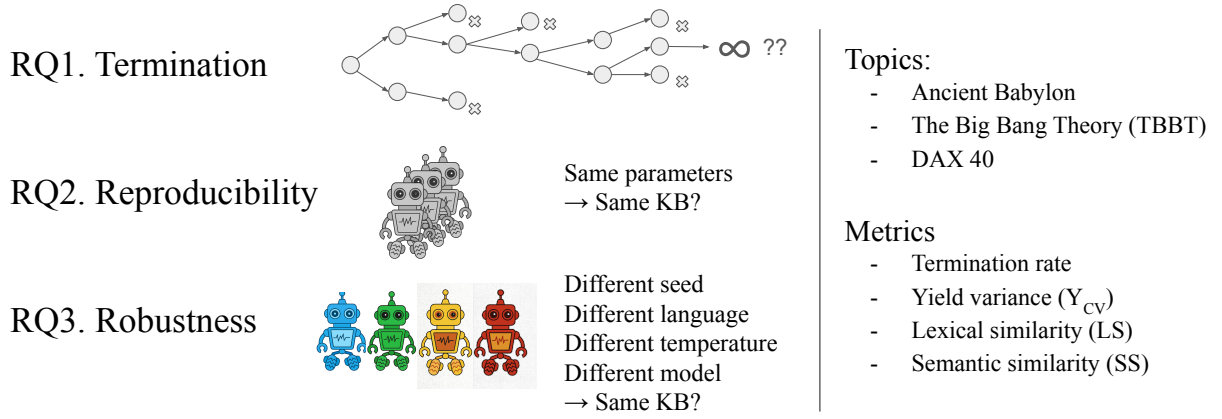 RQ1. Termination
∞ ??
RQ2. Reproducibility
Same parameters
→ Same KB?
RQ3. Robustness
Different seed
Different language
Different temperature
Different model
→ Same KB?
Topics:
- Ancient Babylon
- The Big Bang Theory (TBBT)
- DAX 40
Metrics
- Termination rate
- Yield variance (Y_CV)
- Lexical similarity (LS)
- Semantic similarity (SS)